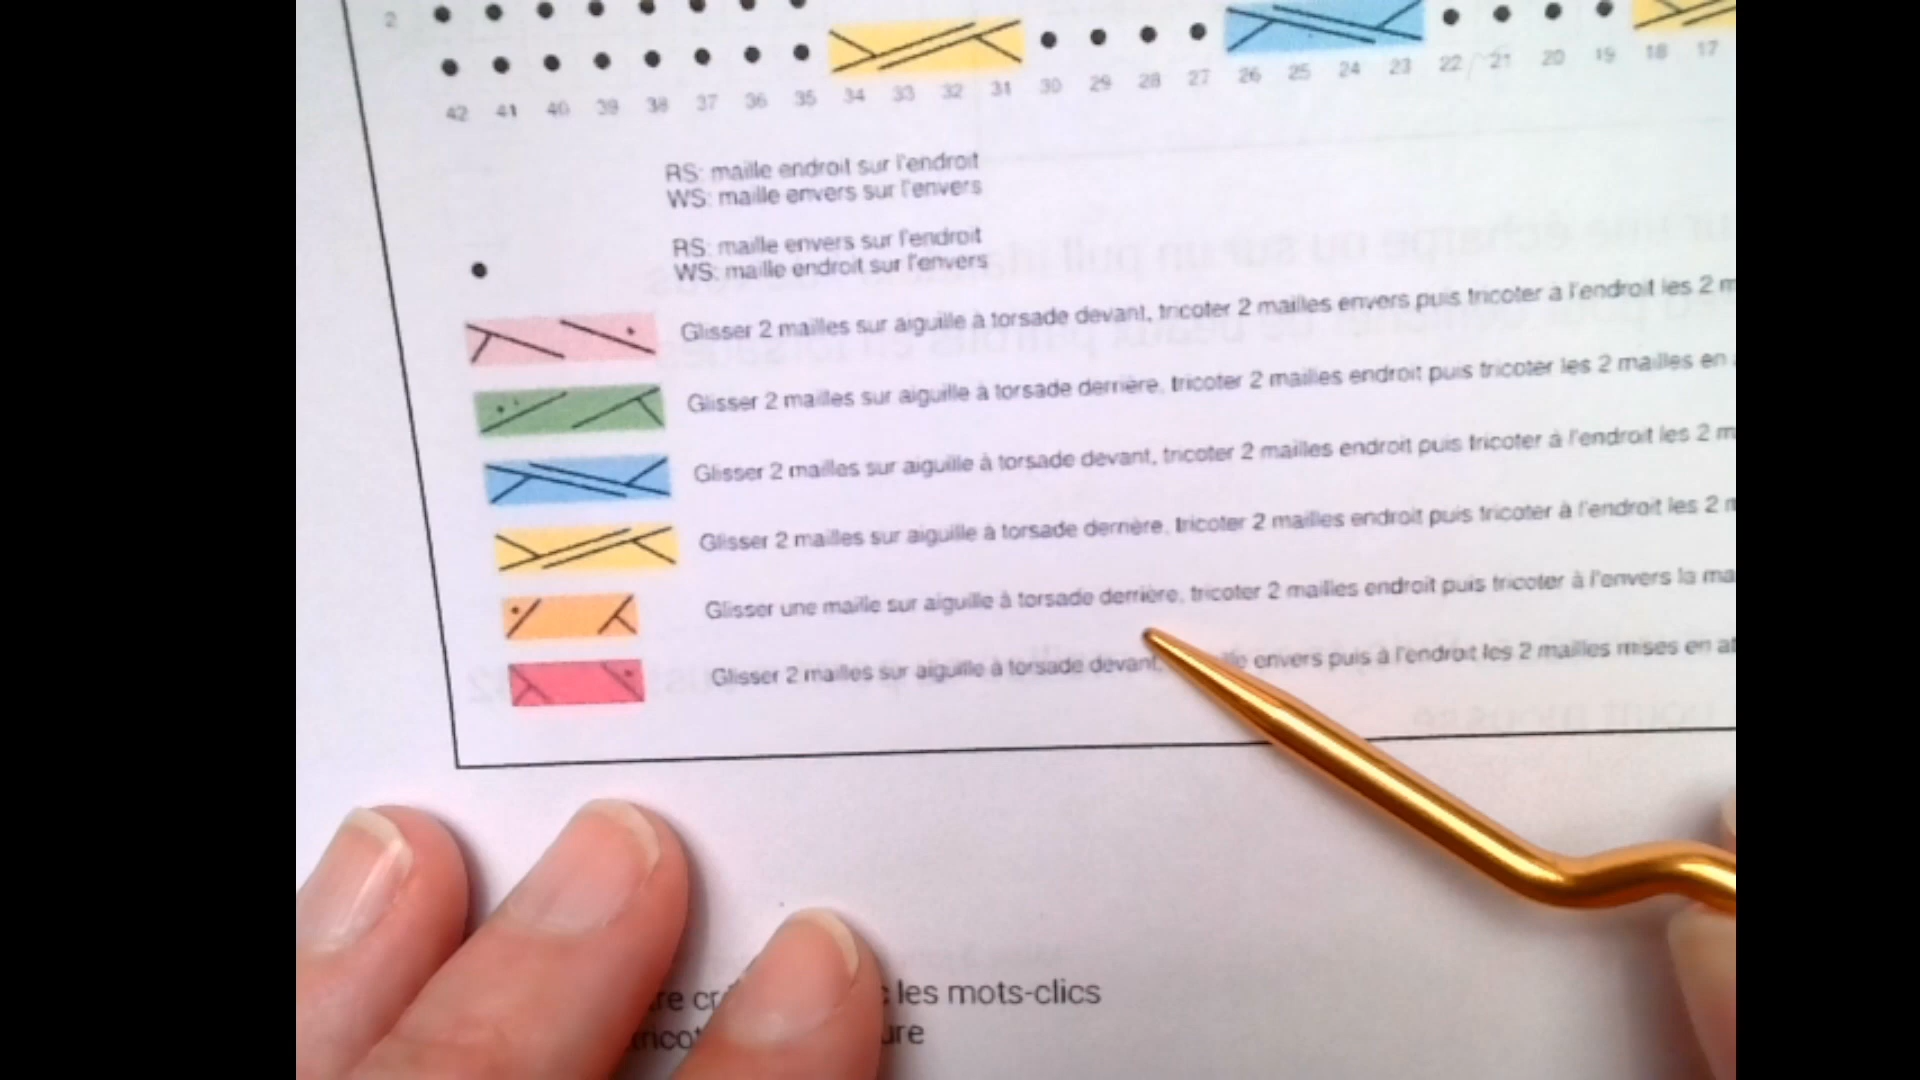 2
42 41 40 39 38 37 36 35 34 33 32 31 30 29 28 27 26 25 24 23 22 21 20 19 18 17
RS: maille endroit sur l'endroit
WS: maille envers sur l'envers
RS: maille envers sur l'endroit
WS: maille endroit sur l'envers
Glisser 2 mailles sur aiguille à torsade devant, tricoter 2 mailles envers puis tricoter à l'endroit les 2 m
Glisser 2 mailles sur aiguille à torsade derrière, tricoter 2 mailles endroit puis tricoter les 2 mailles en
Glisser 2 mailles sur aiguille à torsade devant, tricoter 2 mailles endroit puis tricoter à l'endroit les 2 m
Glisser 2 mailles sur aiguille à torsade derrière, tricoter 2 mailles endroit puis tricoter à l'endroit les 2
Glisser une maille sur aiguille à torsade derrière, tricoter 2 mailles endroit puis tricoter à l'envers la ma
Glisser 2 mailles sur aiguille à torsade devant, envers puis à l'endroit les 2 mailles mises en at
les mots-clics